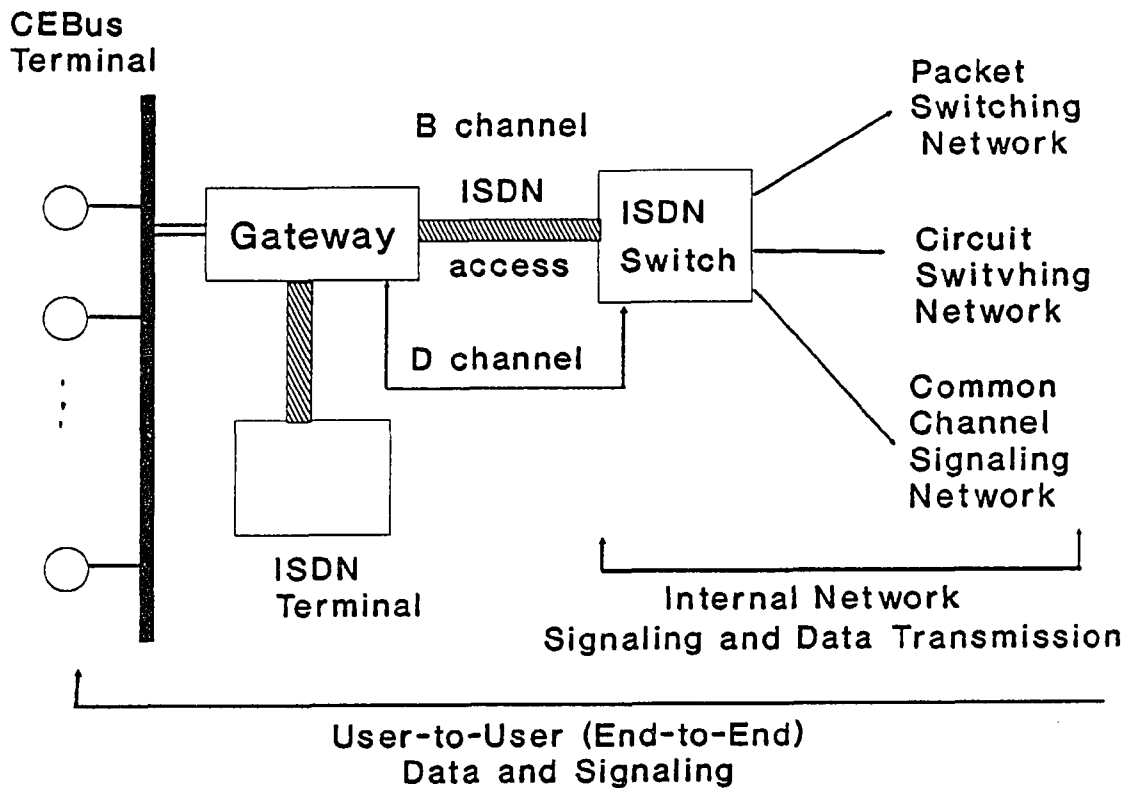 CEBus
Terminal
B channel
ISDN
access
Gateway
D channel
ISDN
Terminal
ISDN
Switch
Packet
Switching
Network
Circuit
Switvhing
Network
Common
Channel
Signaling
Network
Internal Network
Signaling and Data Transmission
User-to-User (End-to-End)
Data and Signaling